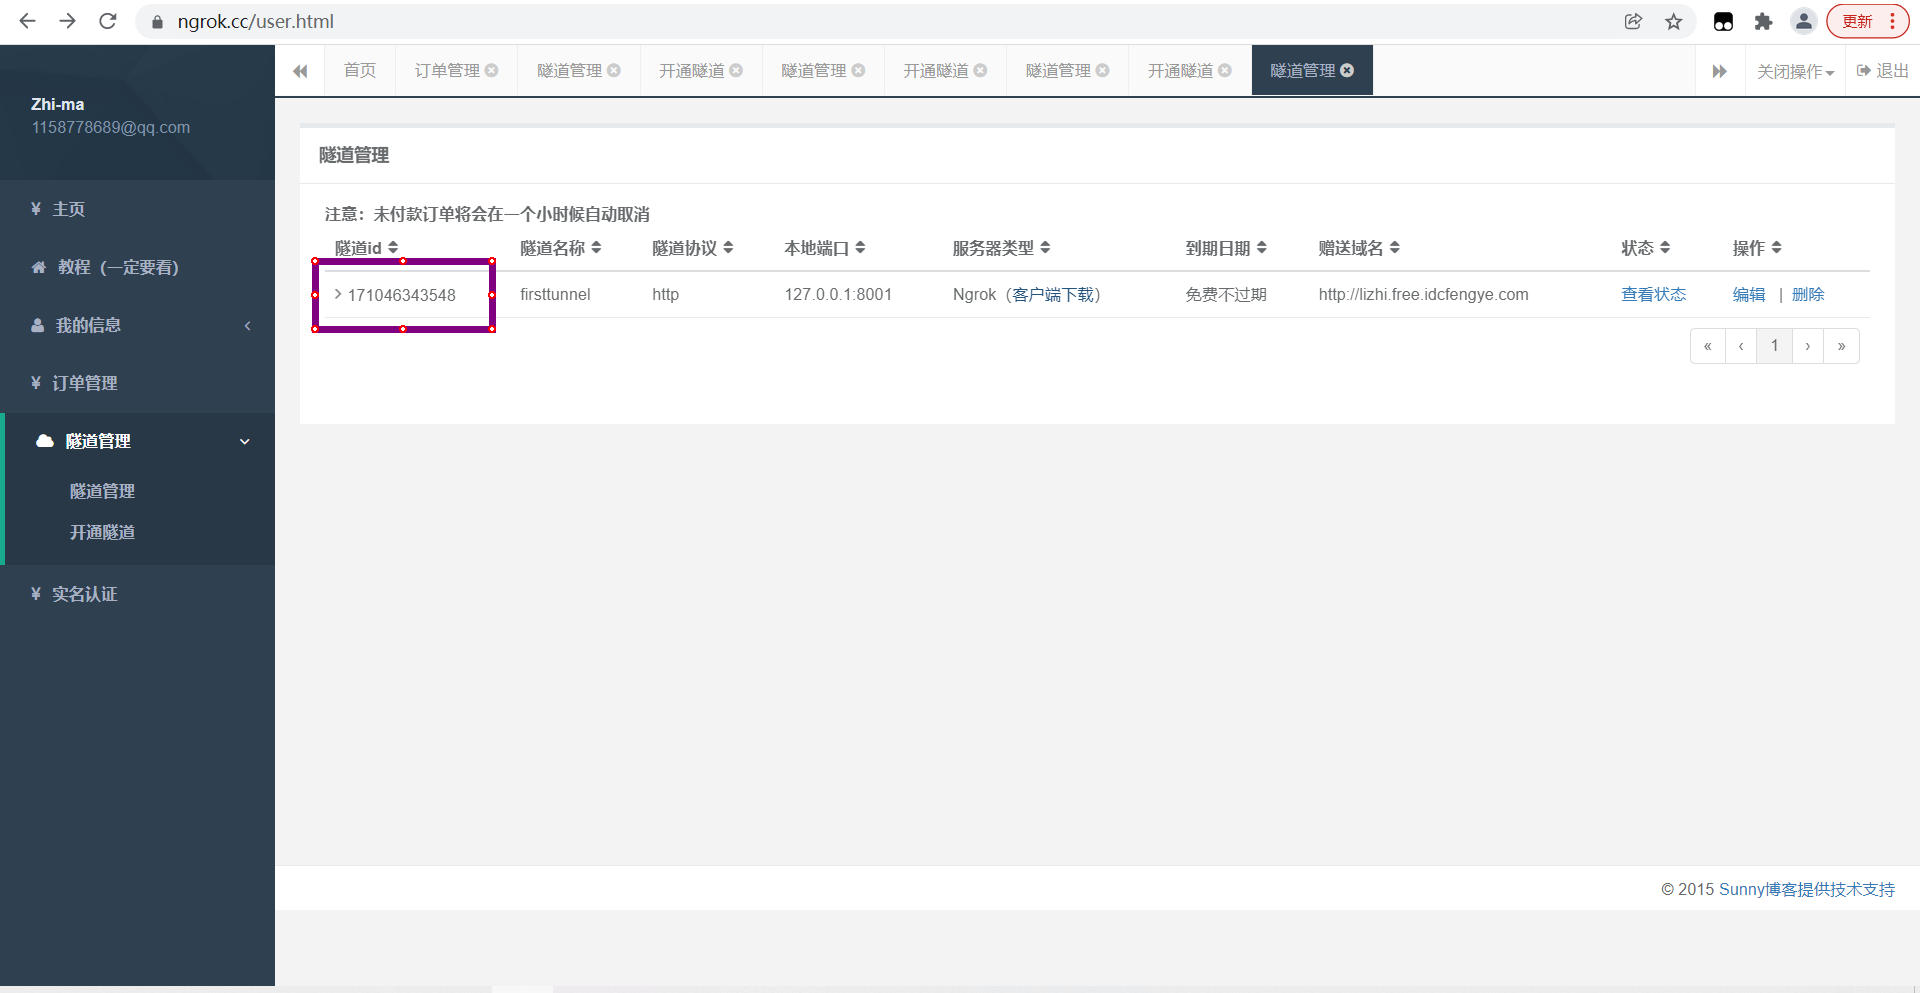 ngrok.cc/user.html
更新
Zhi-ma
1158778689@qq.com
¥ 主页
教程（一定要看）
我的信息
¥ 订单管理
隧道管理
隧道管理
开通隧道
¥ 实名认证
首页 订单管理 隧道管理 开通隧道 隧道管理 开通隧道 隧道管理 开通隧道 隧道管理 关闭操作 退出
隧道管理
注意：未付款订单将会在一个小时候自动取消
隧道id 隧道名称 隧道协议 本地端口 服务器类型 到期日期 赠送域名 状态 操作
171046343548 firsttunnel http 127.0.0.1:8001 Ngrok（客户端下载） 免费不过期 http://lizhi.free.idcfengye.com 查看状态 编辑 | 删除
« ‹ 1 › »
© 2015 Sunny博客提供技术支持